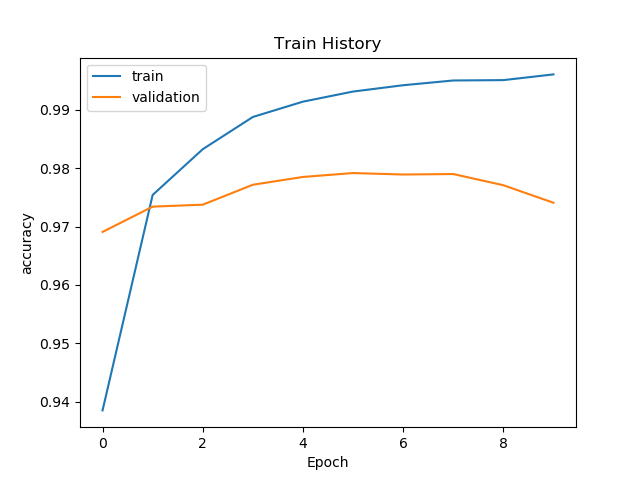 Train History
train
validation
0.99
0.98
0.97
0.96
0.95
0.94
accuracy
0 2 4 6 8
Epoch